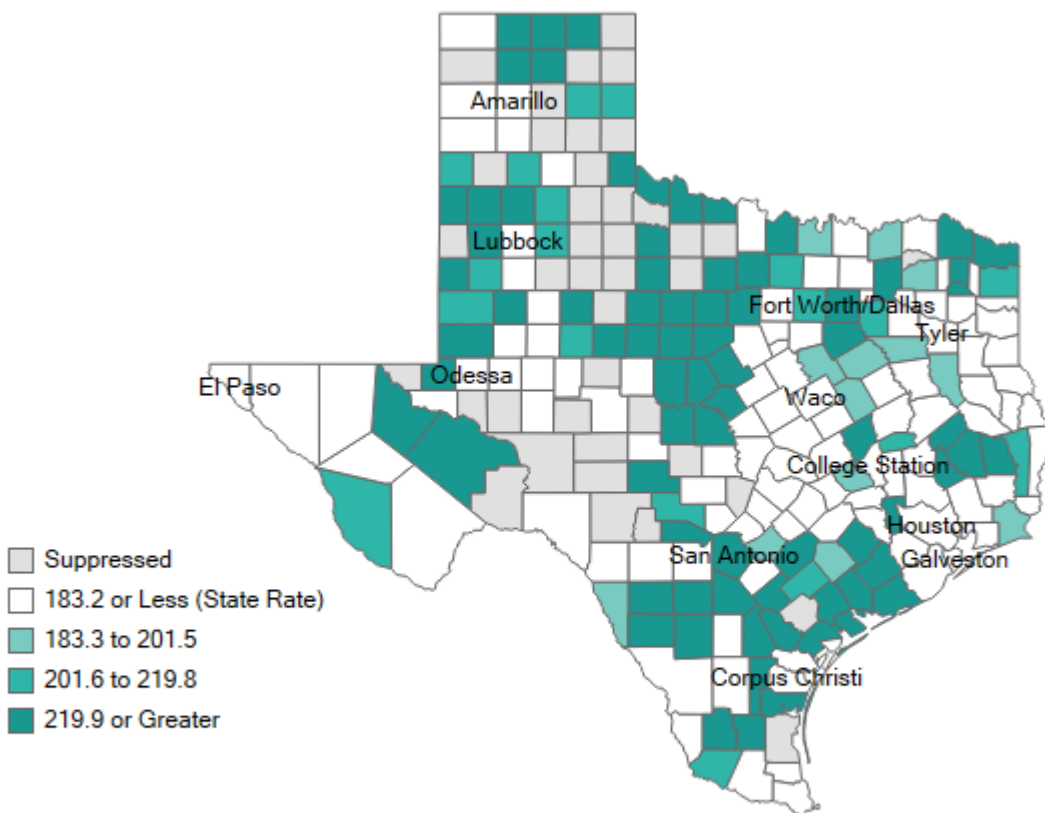 Amarillo
Lubbock
Fort Worth/Dallas
Tyler
El Paso
Odessa
Waco
College Station
Houston
San Antonio
Galveston
Corpus Christi
Suppressed
183.2 or Less (State Rate)
183.3 to 201.5
201.6 to 219.8
219.9 or Greater